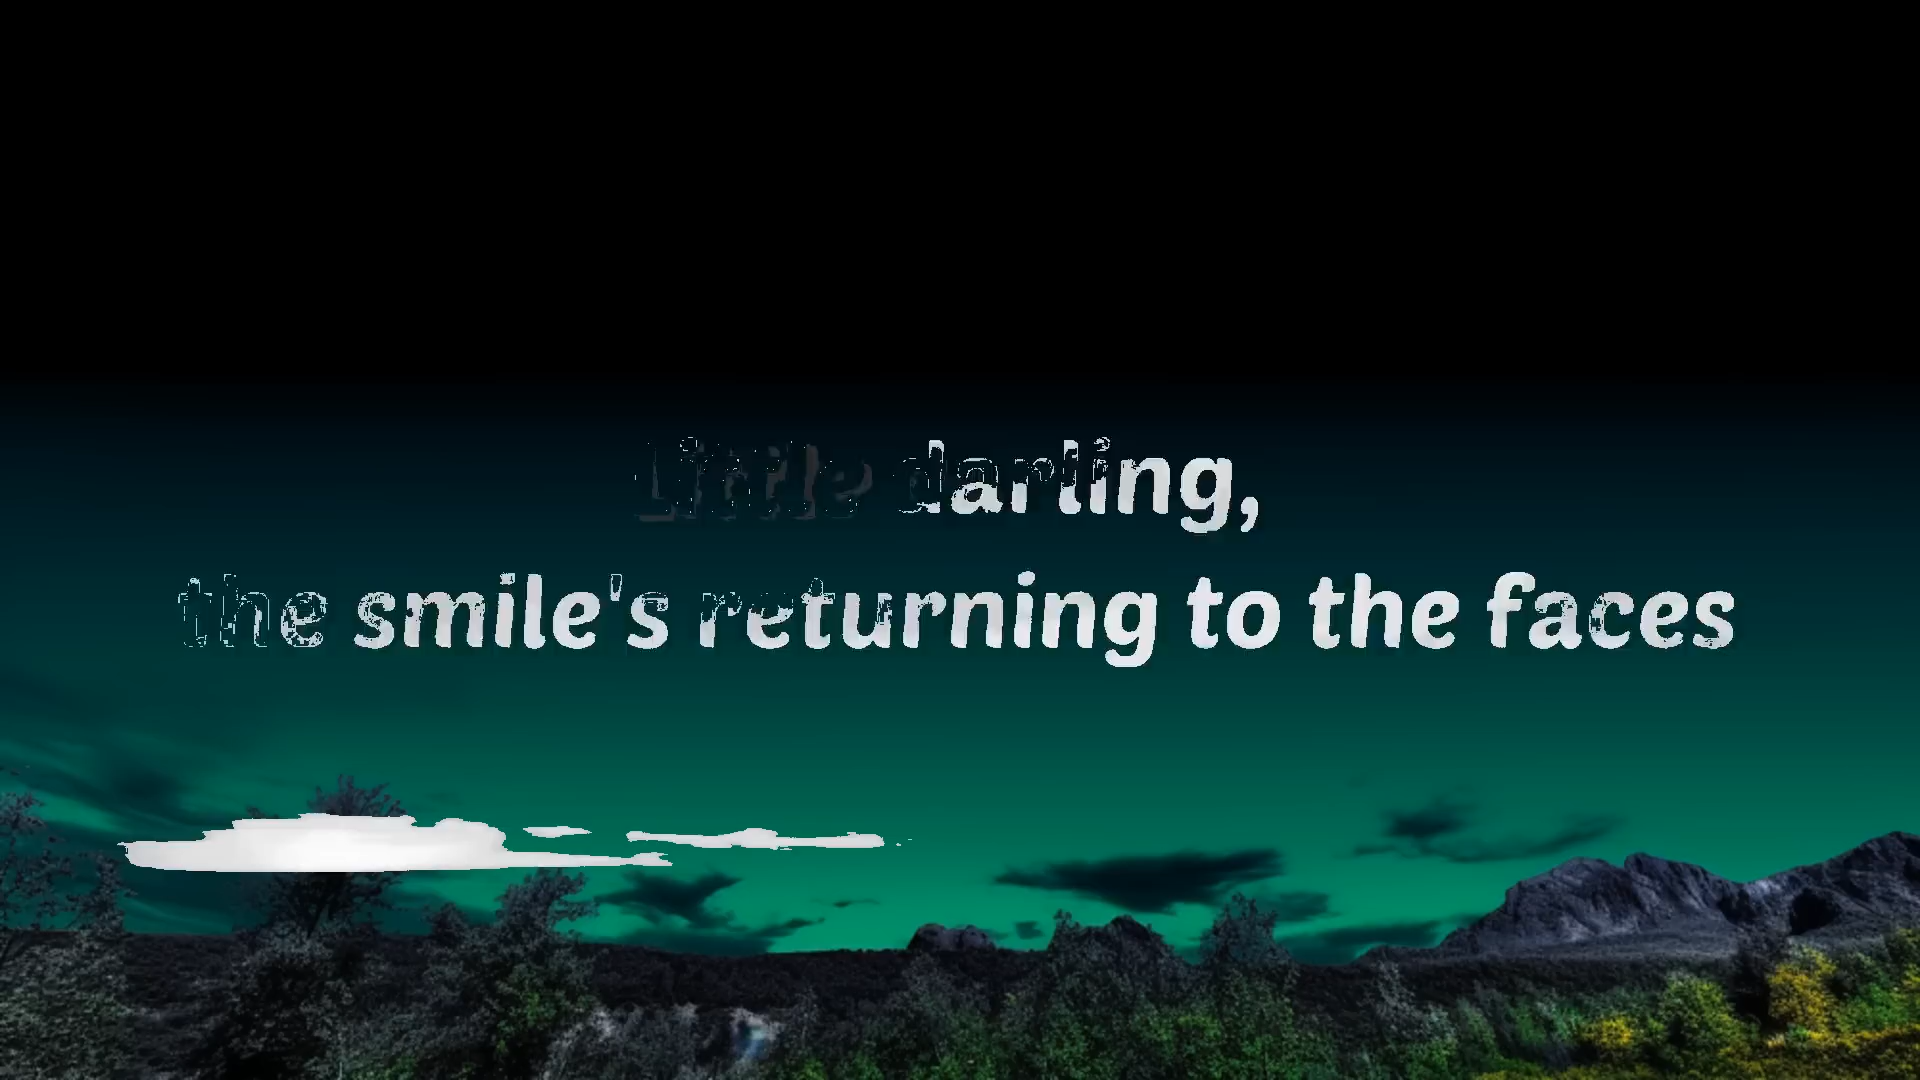 Little darling,
the smile's returning to the faces